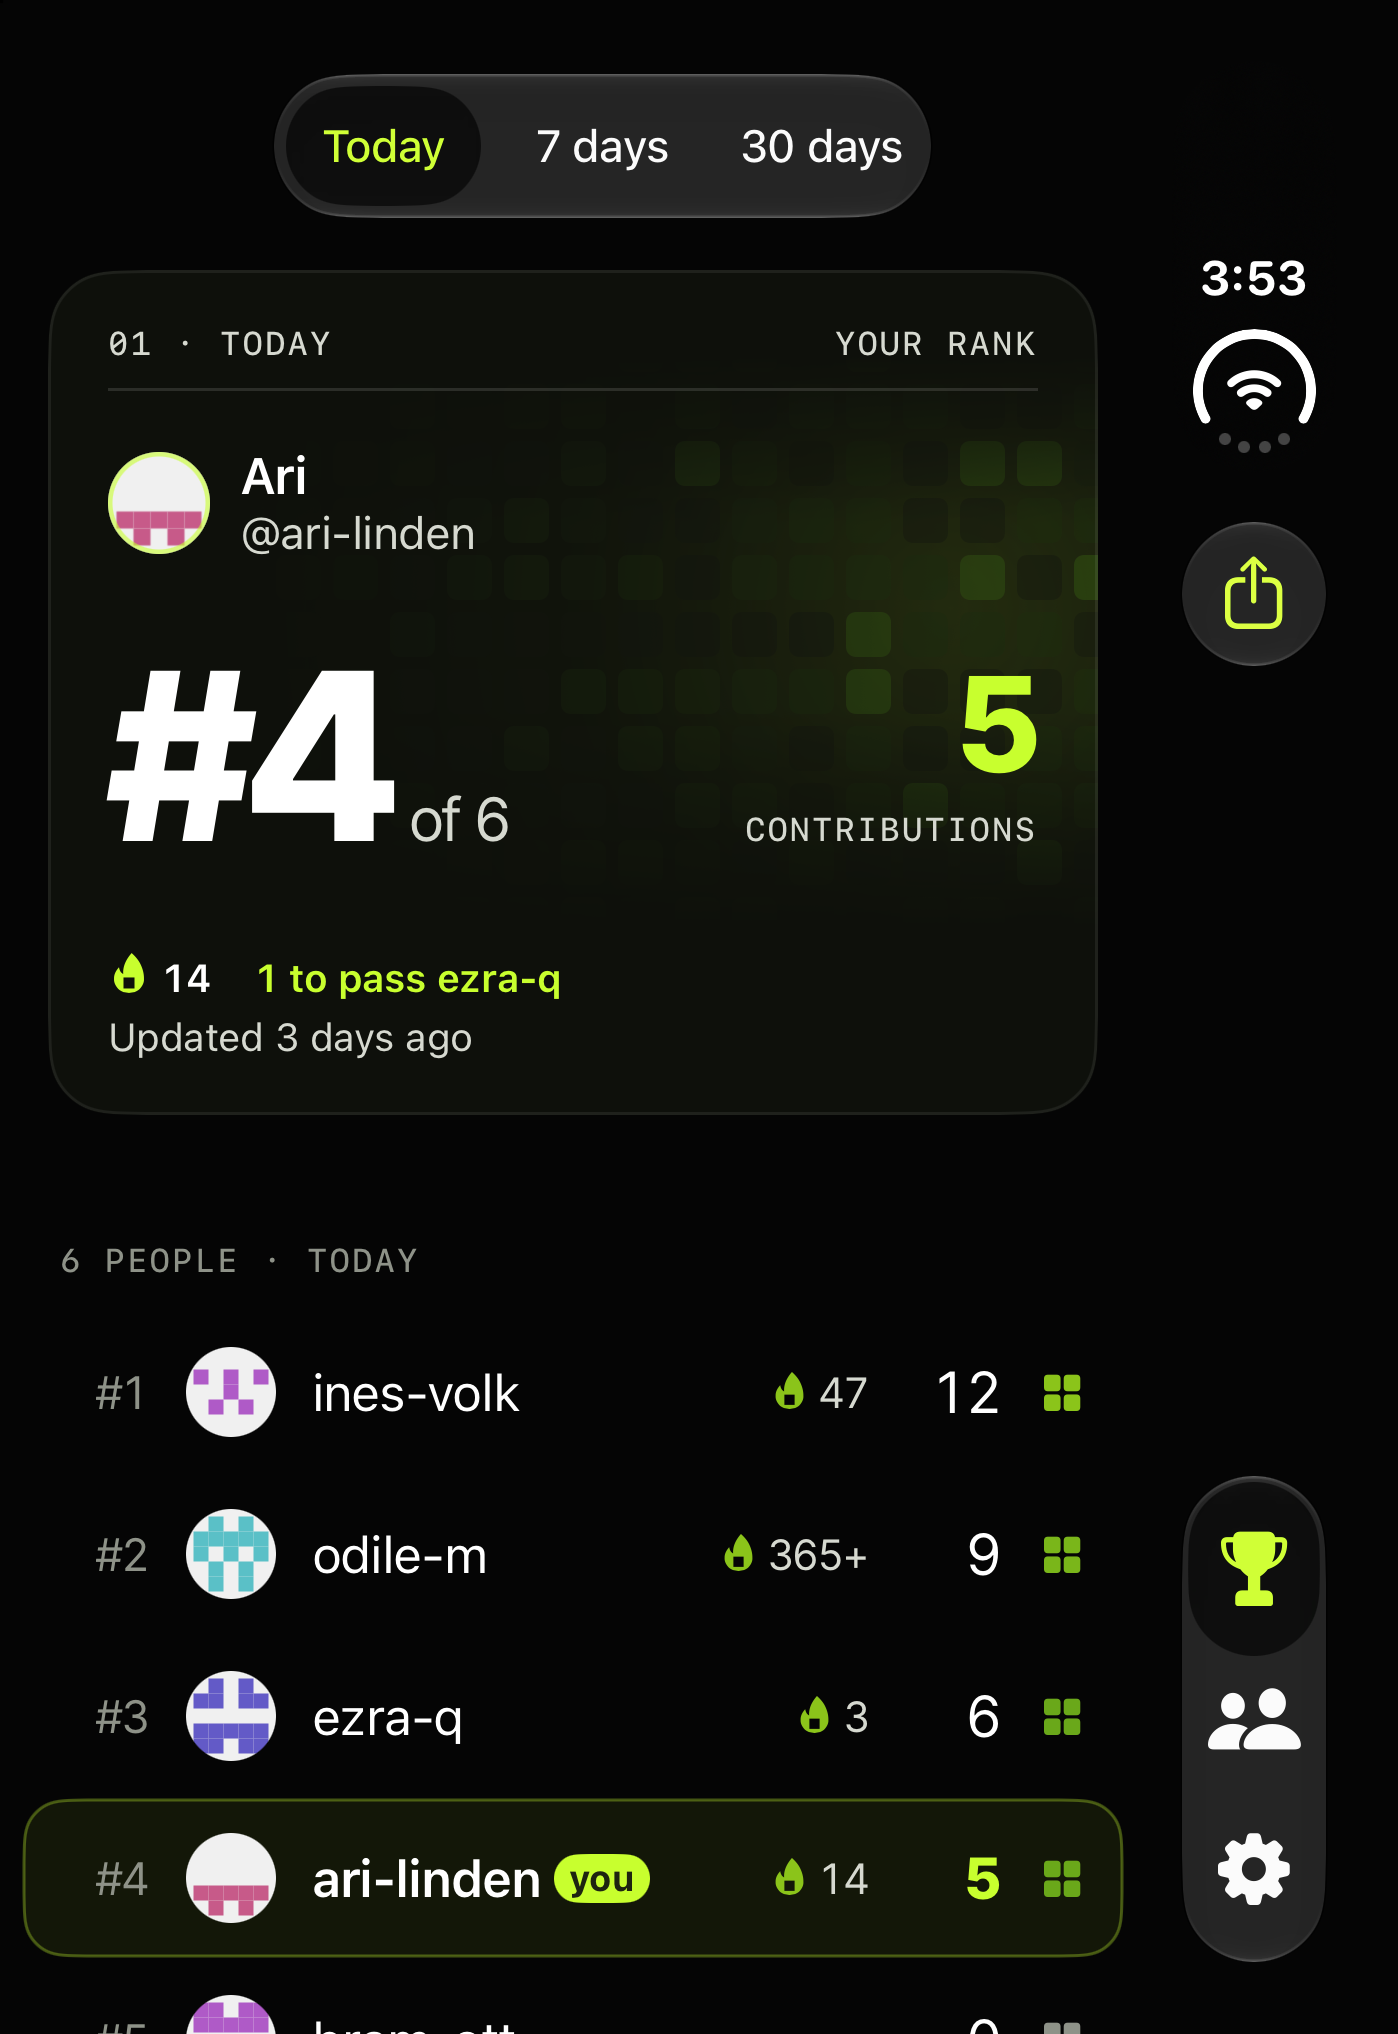 Today 7 days 30 days
3:53
01 · TODAY YOUR RANK
Ari
@ari-linden
#4 of 6
5
CONTRIBUTIONS
14 1 to pass ezra-q
Updated 3 days ago
6 PEOPLE · TODAY
#1 ines-volk 47 12
#2 odile-m 365+ 9
#3 ezra-q 3 6
#4 ari-linden you 14 5
#5